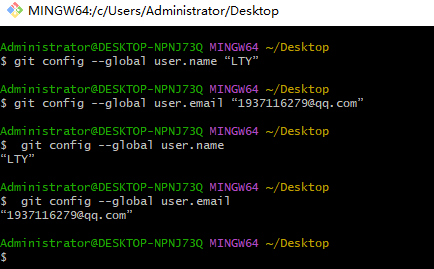 MINGW64:/c/Users/Administrator/Desktop
Administrator@DESKTOP-NPNJ73Q MINGW64 ~/Desktop
$ git config --global user.name “LTY”
Administrator@DESKTOP-NPNJ73Q MINGW64 ~/Desktop
$ git config --global user.email “1937116279@qq.com”
Administrator@DESKTOP-NPNJ73Q MINGW64 ~/Desktop
$  git config --global user.name
“LTY”
Administrator@DESKTOP-NPNJ73Q MINGW64 ~/Desktop
$  git config --global user.email
“1937116279@qq.com”
Administrator@DESKTOP-NPNJ73Q MINGW64 ~/Desktop
$